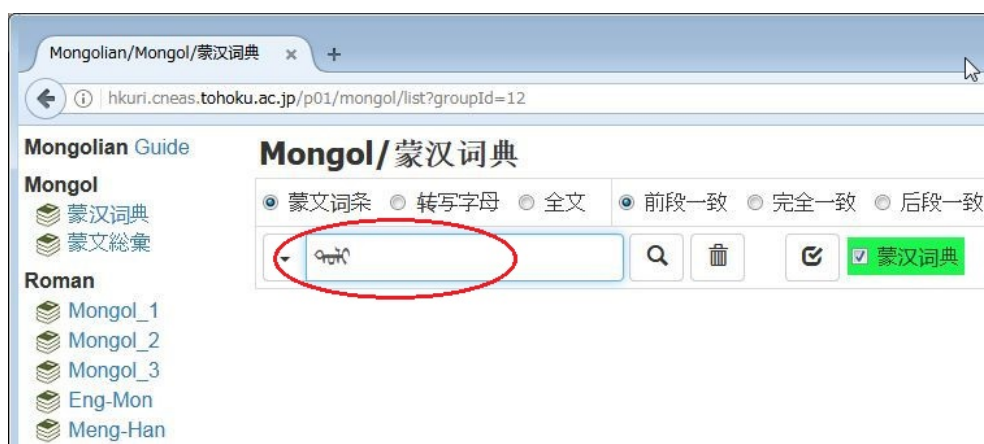 Mongolian/Mongol/蒙汉词典
hkuri.cneas.tohoku.ac.jp/p01/mongol/list?groupId=12
Mongolian Guide
Mongol/蒙汉词典
Mongol
蒙汉词典
蒙文総彙
蒙文词条 转写字母 全文 前段一致 完全一致 后段一致
蒙汉词典
Roman
Mongol_1
Mongol_2
Mongol_3
Eng-Mon
Meng-Han